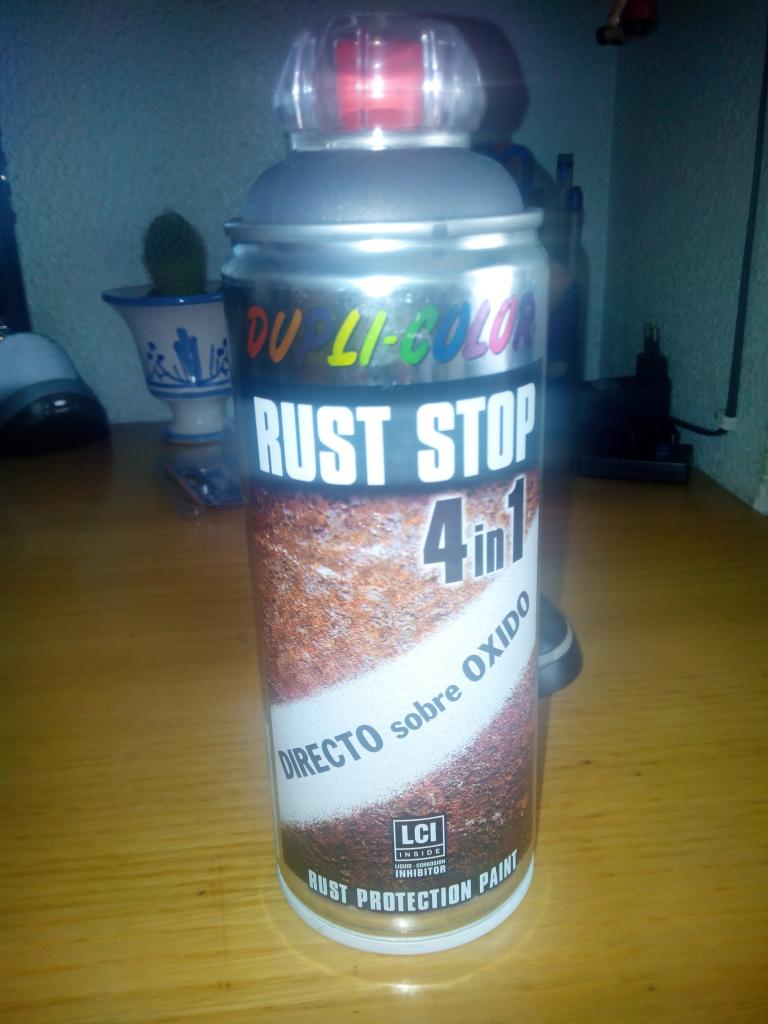 DUPLI-COLOR
RUST STOP
4 in 1
DIRECTO sobre OXIDO
LCI
INSIDE
LIQUID - CORROSION
INHIBITOR
RUST PROTECTION PAINT